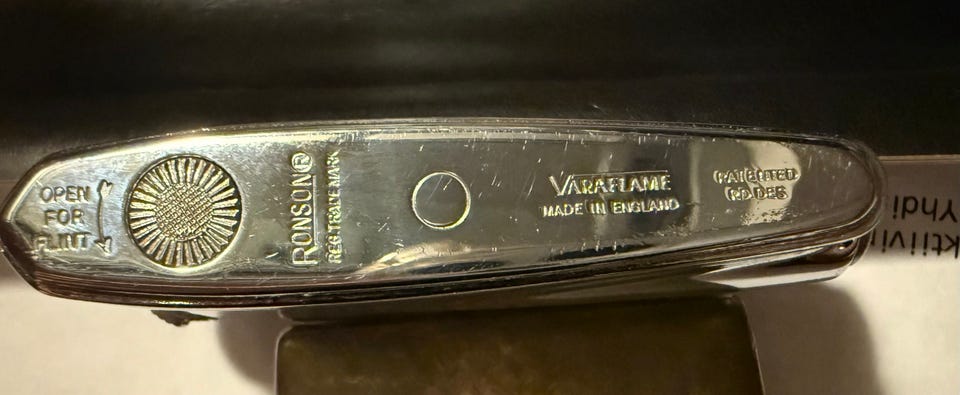 OPEN
FOR
FLINT
RONSON®
REG. TRADE MARK
VARAFLAME
MADE IN ENGLAND
PATENTED
RD DES